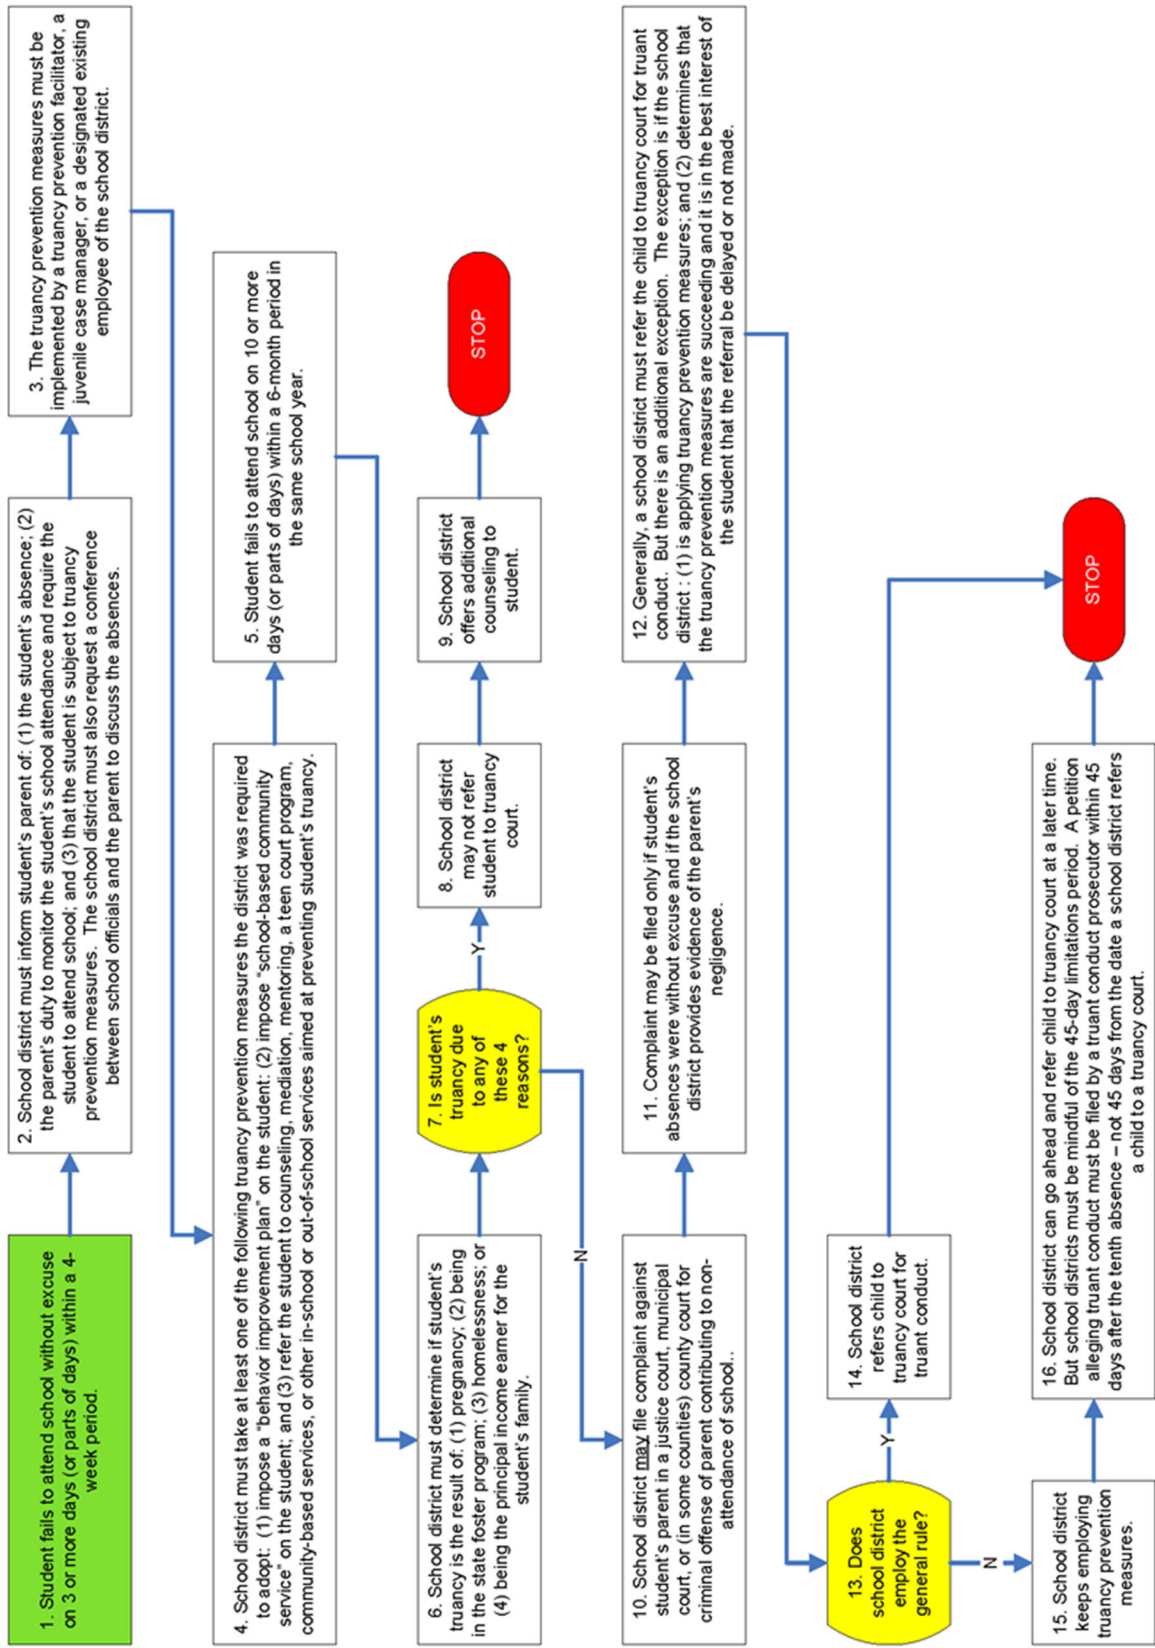 1. Student fails to attend school without excuse
on 3 or more days (or parts of days) within a 4-
week period.
2. School district must inform student's parent of: (1) the student's absence; (2)
the parent's duty to monitor the student's school attendance and require the
student to attend school; and (3) that the student is subject to truancy
prevention measures. The school district must also request a conference
between school officials and the parent to discuss the absences.
3. The truancy prevention measures must be
implemented by a truancy prevention facilitator, a
juvenile case manager, or a designated existing
employee of the school district.
4. School district must take at least one of the following truancy prevention measures the district was required
to adopt: (1) impose a "behavior improvement plan" on the student: (2) impose "school-based community
service" on the student; and (3) refer the student to counseling, mediation, mentoring, a teen court program,
community-based services, or other in-school or out-of-school services aimed at preventing student's truancy.
5. Student fails to attend school on 10 or more
days (or parts of days) within a 6-month period in
the same school year.
6. School district must determine if student's
truancy is the result of: (1) pregnancy; (2) being
in the state foster program; (3) homelessness; or
(4) being the principal income earner for the
student's family.
7. Is student's
truancy due
to any of
these 4
reasons?
Y
8. School district
may not refer
student to truancy
court.
9. School district
offers additional
counseling to
student.
STOP
N
10. School district may file complaint against
student's parent in a justice court, municipal
court, or (in some counties) county court for
criminal offense of parent contributing to non-
attendance of school..
11. Complaint may be filed only if student's
absences were without excuse and if the school
district provides evidence of the parent's
negligence.
12. Generally, a school district must refer the child to truancy court for truant
conduct. But there is an additional exception. The exception is if the school
district : (1) is applying truancy prevention measures; and (2) determines that
the truancy prevention measures are succeeding and it is in the best interest of
the student that the referral be delayed or not made.
13. Does
school district
employ the
general rule?
Y
14. School district
refers child to
truancy court for
truant conduct.
N
15. School district
keeps employing
truancy prevention
measures.
16. School district can go ahead and refer child to truancy court at a later time.
But school districts must be mindful of the 45-day limitations period. A petition
alleging truant conduct must be filed by a truant conduct prosecutor within 45
days after the tenth absence – not 45 days from the date a school district refers
a child to a truancy court.
STOP